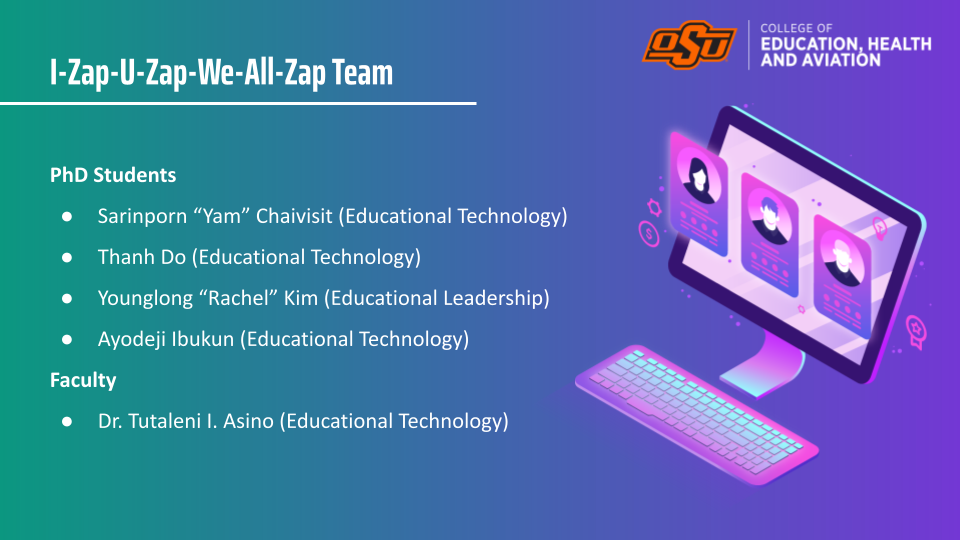 I-Zap-U-Zap-We-All-Zap Team
OSU
COLLEGE OF
EDUCATION, HEALTH
AND AVIATION
PhD Students
● Sarinporn “Yam” Chaivisit (Educational Technology)
● Thanh Do (Educational Technology)
● Younglong “Rachel” Kim (Educational Leadership)
● Ayodeji Ibukun (Educational Technology)
Faculty
● Dr. Tutaleni I. Asino (Educational Technology)